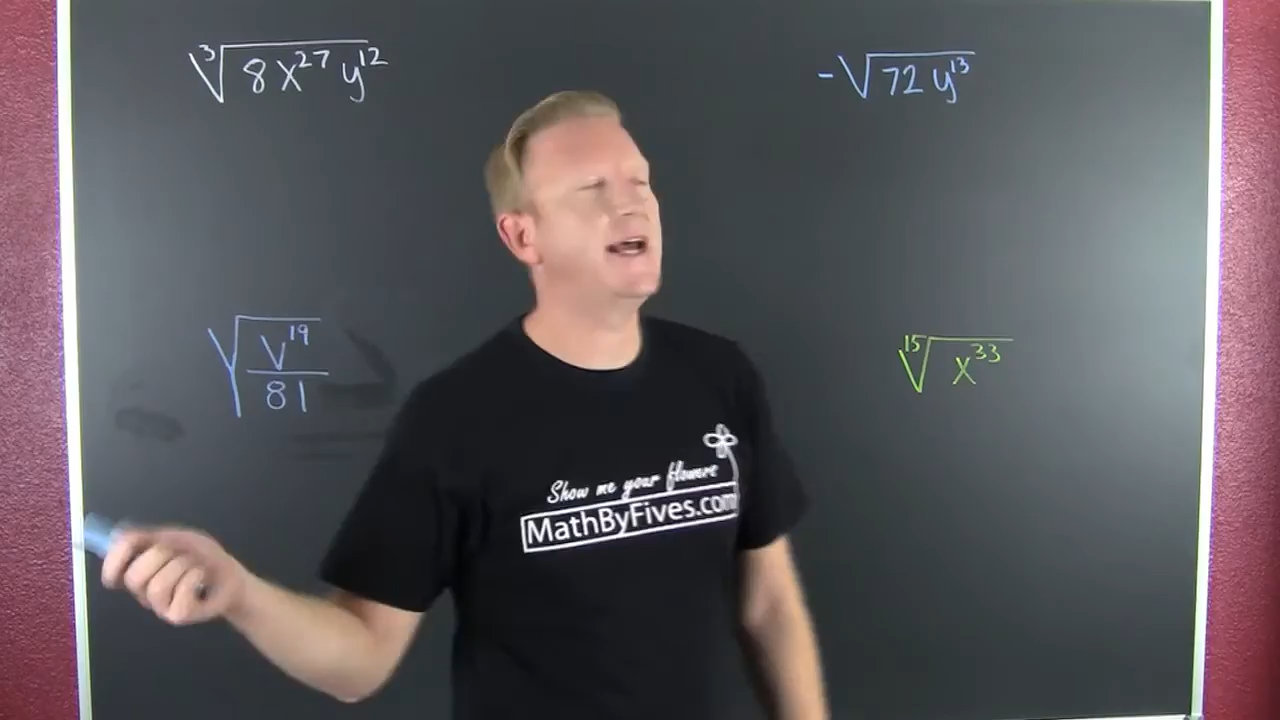 ∛(8x²⁷y¹²)
-√(72y¹³)
√(v¹⁹/81)
¹⁵√(x³³)
Show me your flowers
MathByFives.com